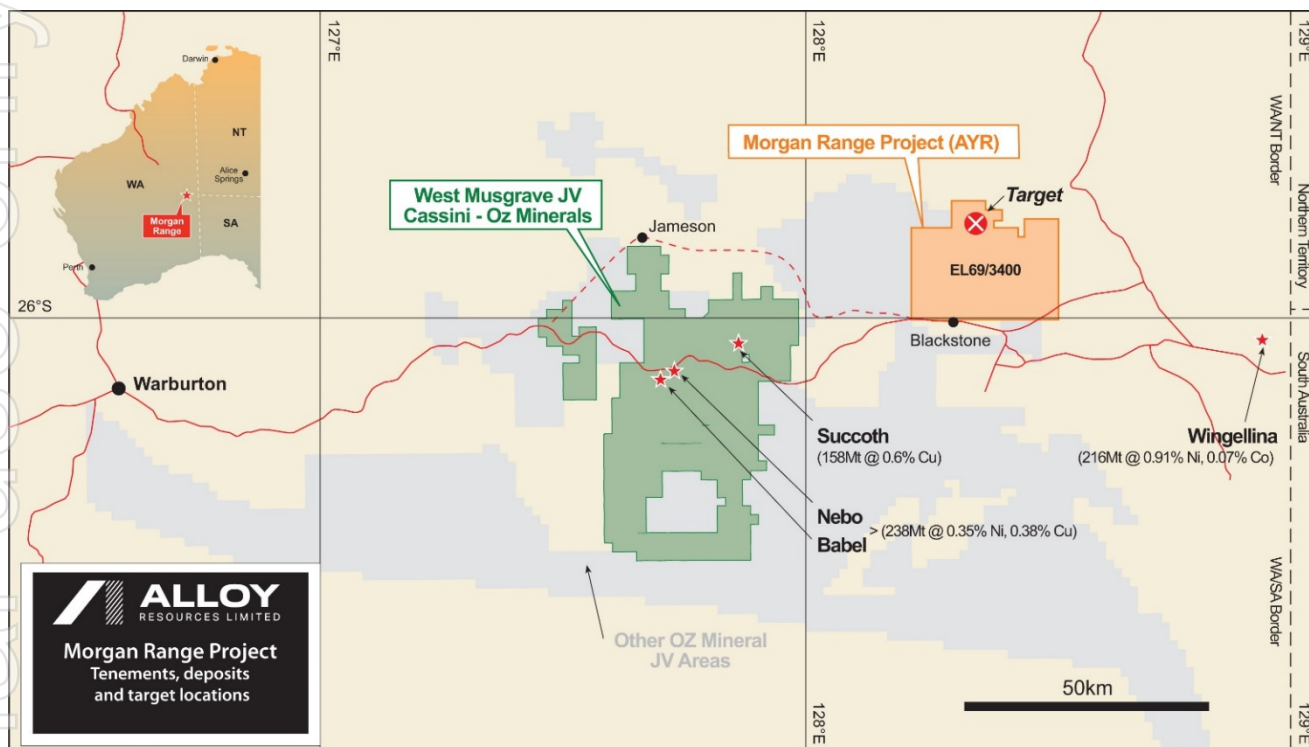 Darwin
NT
Alice
Springs
WA
Morgan
Range
SA
Perth
127°E
128°E
129°E
WA/NT Border
Northern Territory
Morgan Range Project (AYR)
West Musgrave JV
Cassini - Oz Minerals
Target
Jameson
EL69/3400
26°S
Blackstone
Warburton
South Australia
Succoth
(158Mt @ 0.6% Cu)
Wingellina
(216Mt @ 0.91% Ni, 0.07% Co)
Nebo
Babel
> (238Mt @ 0.35% Ni, 0.38% Cu)
WA/SA Border
ALLOY
RESOURCES LIMITED
Morgan Range Project
Tenements, deposits
and target locations
Other OZ Mineral
JV Areas
50km
128°E
129°E